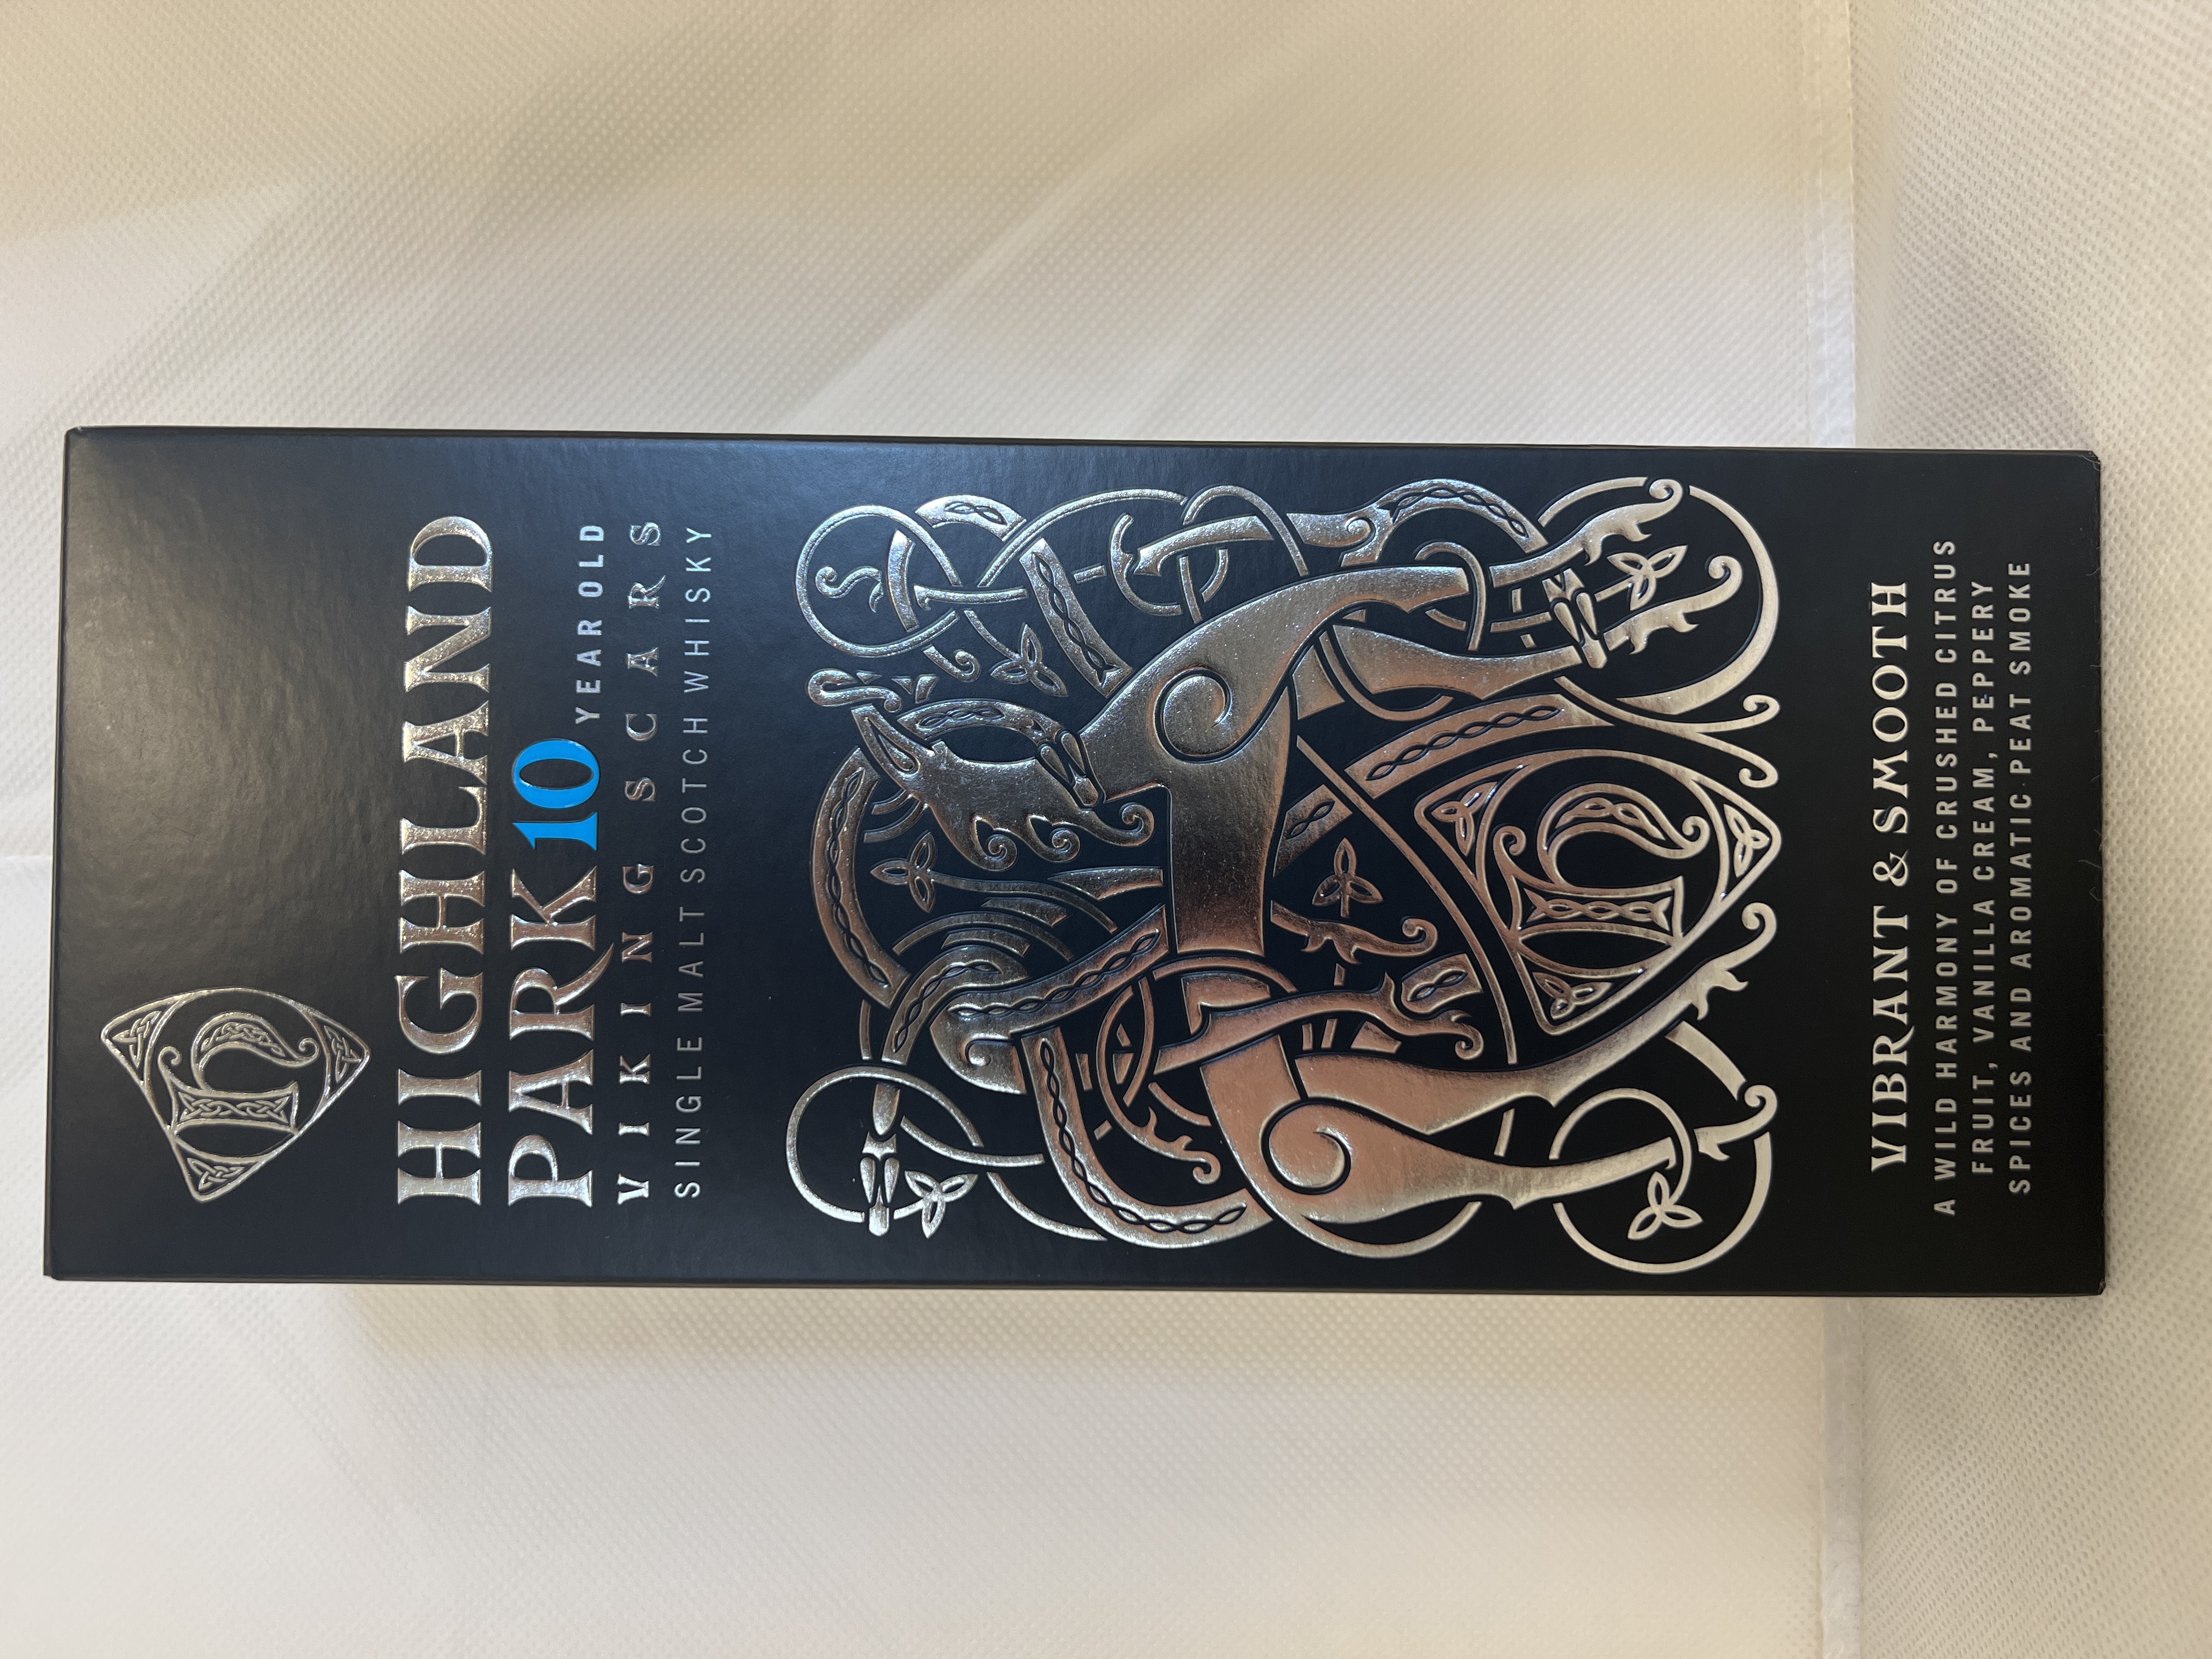 HIGHLAND
PARK 10 YEAR OLD
VIKING SCARS
SINGLE MALT SCOTCH WHISKY
VIBRANT & SMOOTH
A WILD HARMONY OF CRUSHED CITRUS
FRUIT, VANILLA CREAM, PEPPERY
SPICES AND AROMATIC PEAT SMOKE